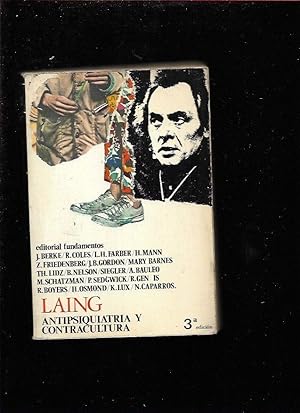 editorial fundamentos
J. BERKE/R. COLES/L.H. FARBER/H. MANN
Z. FRIEDENBERG/J.B. GORDON/MARY BARNES
TH. LIDZ/B. NELSON/SIEGLER/A. BAULEO
M. SCHATZMAN/P. SEDGWICK/R. GEN IS
R. BOYERS/H. OSMOND/K. LUX/N. CAPARROS.
LAING
ANTIPSIQUIATRIA Y
CONTRACULTURA
3ª edición